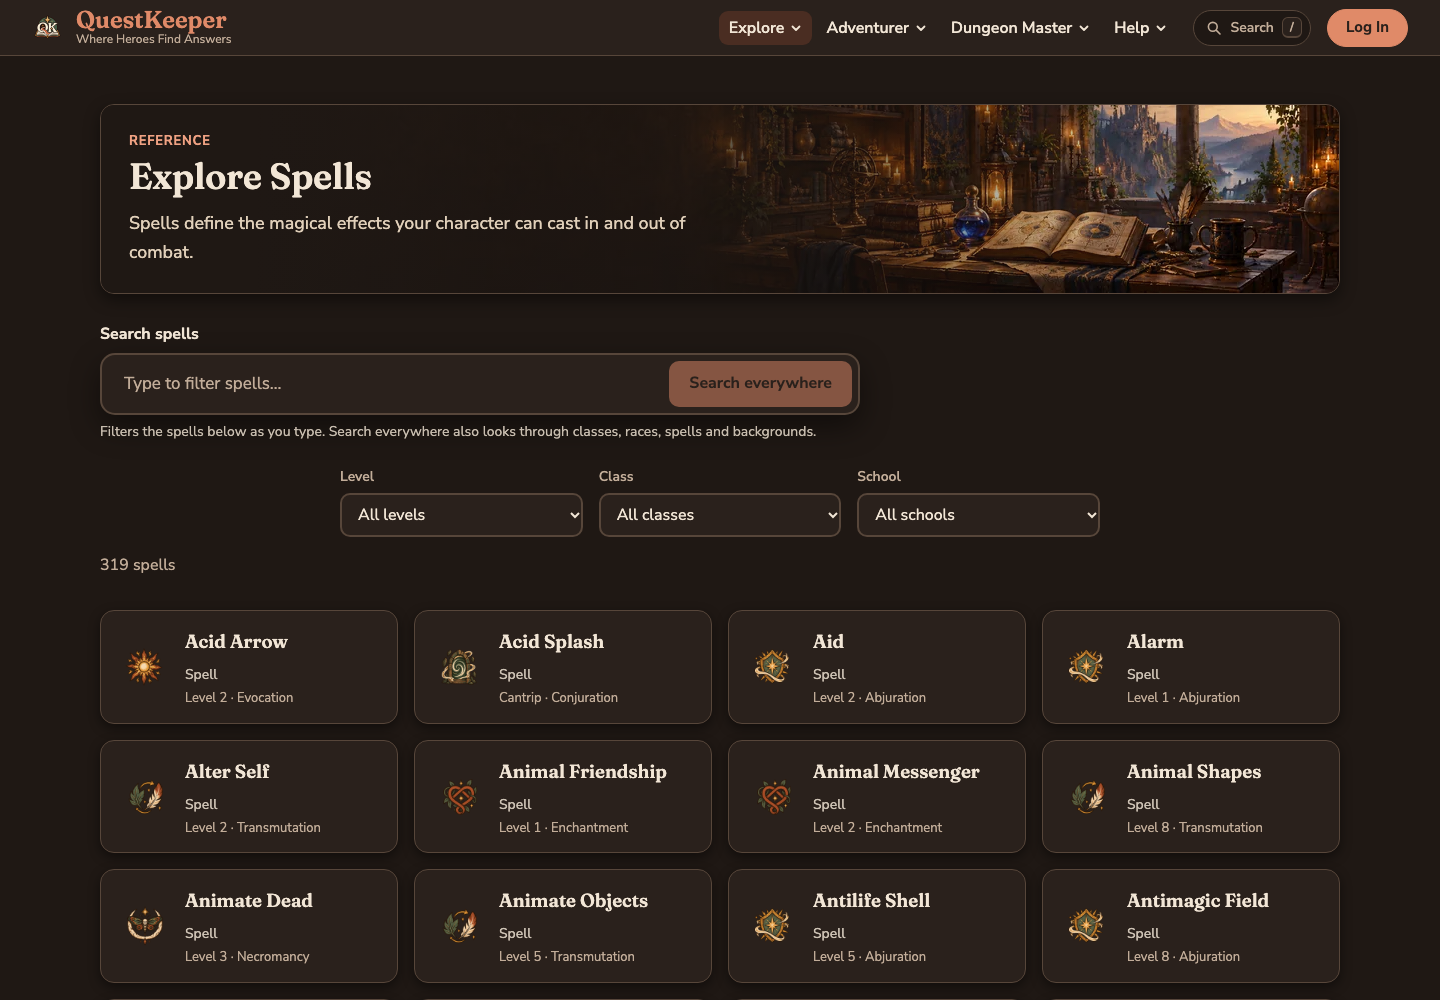 QK
QuestKeeper
Where Heroes Find Answers
Explore
Adventurer
Dungeon Master
Help
Search
/
Log In
REFERENCE
Explore Spells
Spells define the magical effects your character can cast in and out of
combat.
Search spells
Type to filter spells...
Search everywhere
Filters the spells below as you type. Search everywhere also looks through classes, races, spells and backgrounds.
Level
Class
School
All levels
All classes
All schools
319 spells
Acid Arrow
Spell
Level 2 · Evocation
Acid Splash
Spell
Cantrip · Conjuration
Aid
Spell
Level 2 · Abjuration
Alarm
Spell
Level 1 · Abjuration
Alter Self
Spell
Level 2 · Transmutation
Animal Friendship
Spell
Level 1 · Enchantment
Animal Messenger
Spell
Level 2 · Enchantment
Animal Shapes
Spell
Level 8 · Transmutation
Animate Dead
Spell
Level 3 · Necromancy
Animate Objects
Spell
Level 5 · Transmutation
Antilife Shell
Spell
Level 5 · Abjuration
Antimagic Field
Spell
Level 8 · Abjuration